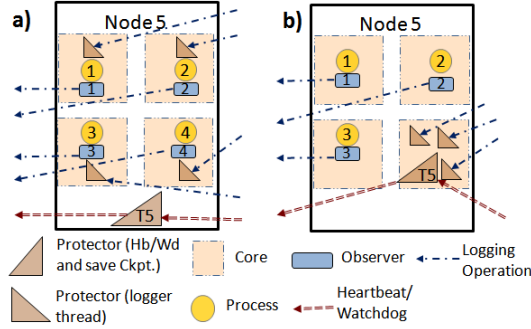 a)
Node 5
1
1
2
2
3
3
4
4
T5
b)
Node 5
1
1
2
2
3
3
T5
Protector (Hb/Wd
and save Ckpt.)
Core
Observer
Logging
Operation
Protector (logger
thread)
Process
Heartbeat/
Watchdog